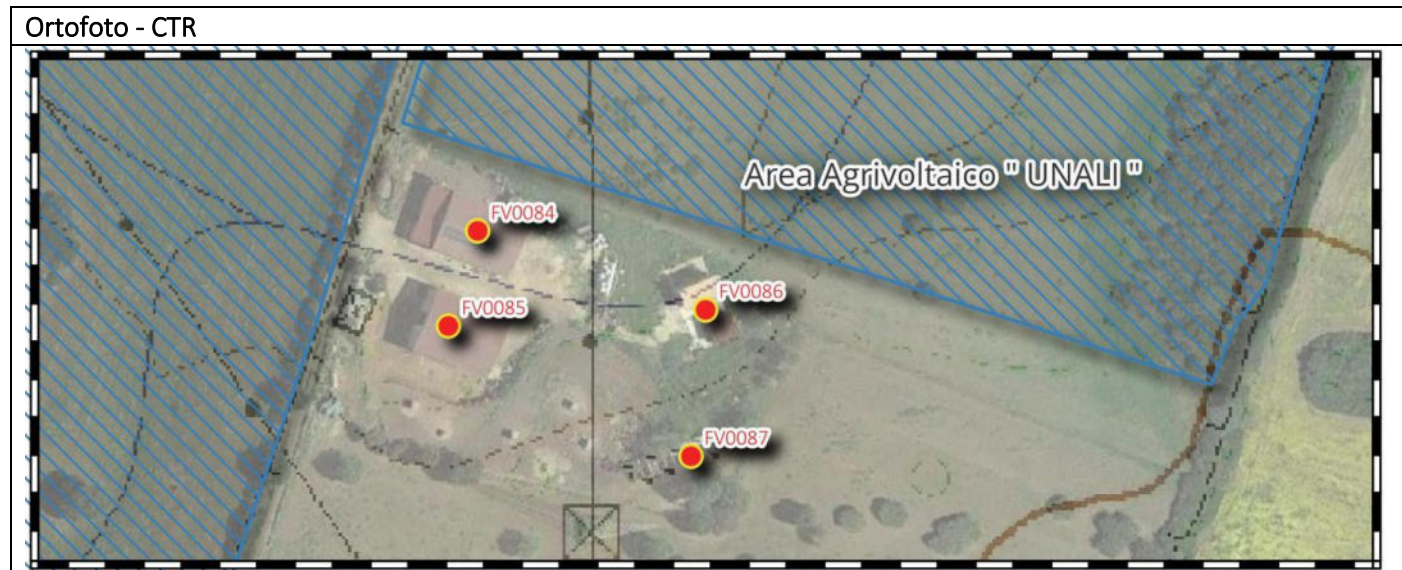 Ortofoto - CTR
Area Agrivoltaico " UNALI "
FV0084
FV0086
FV0085
FV0087